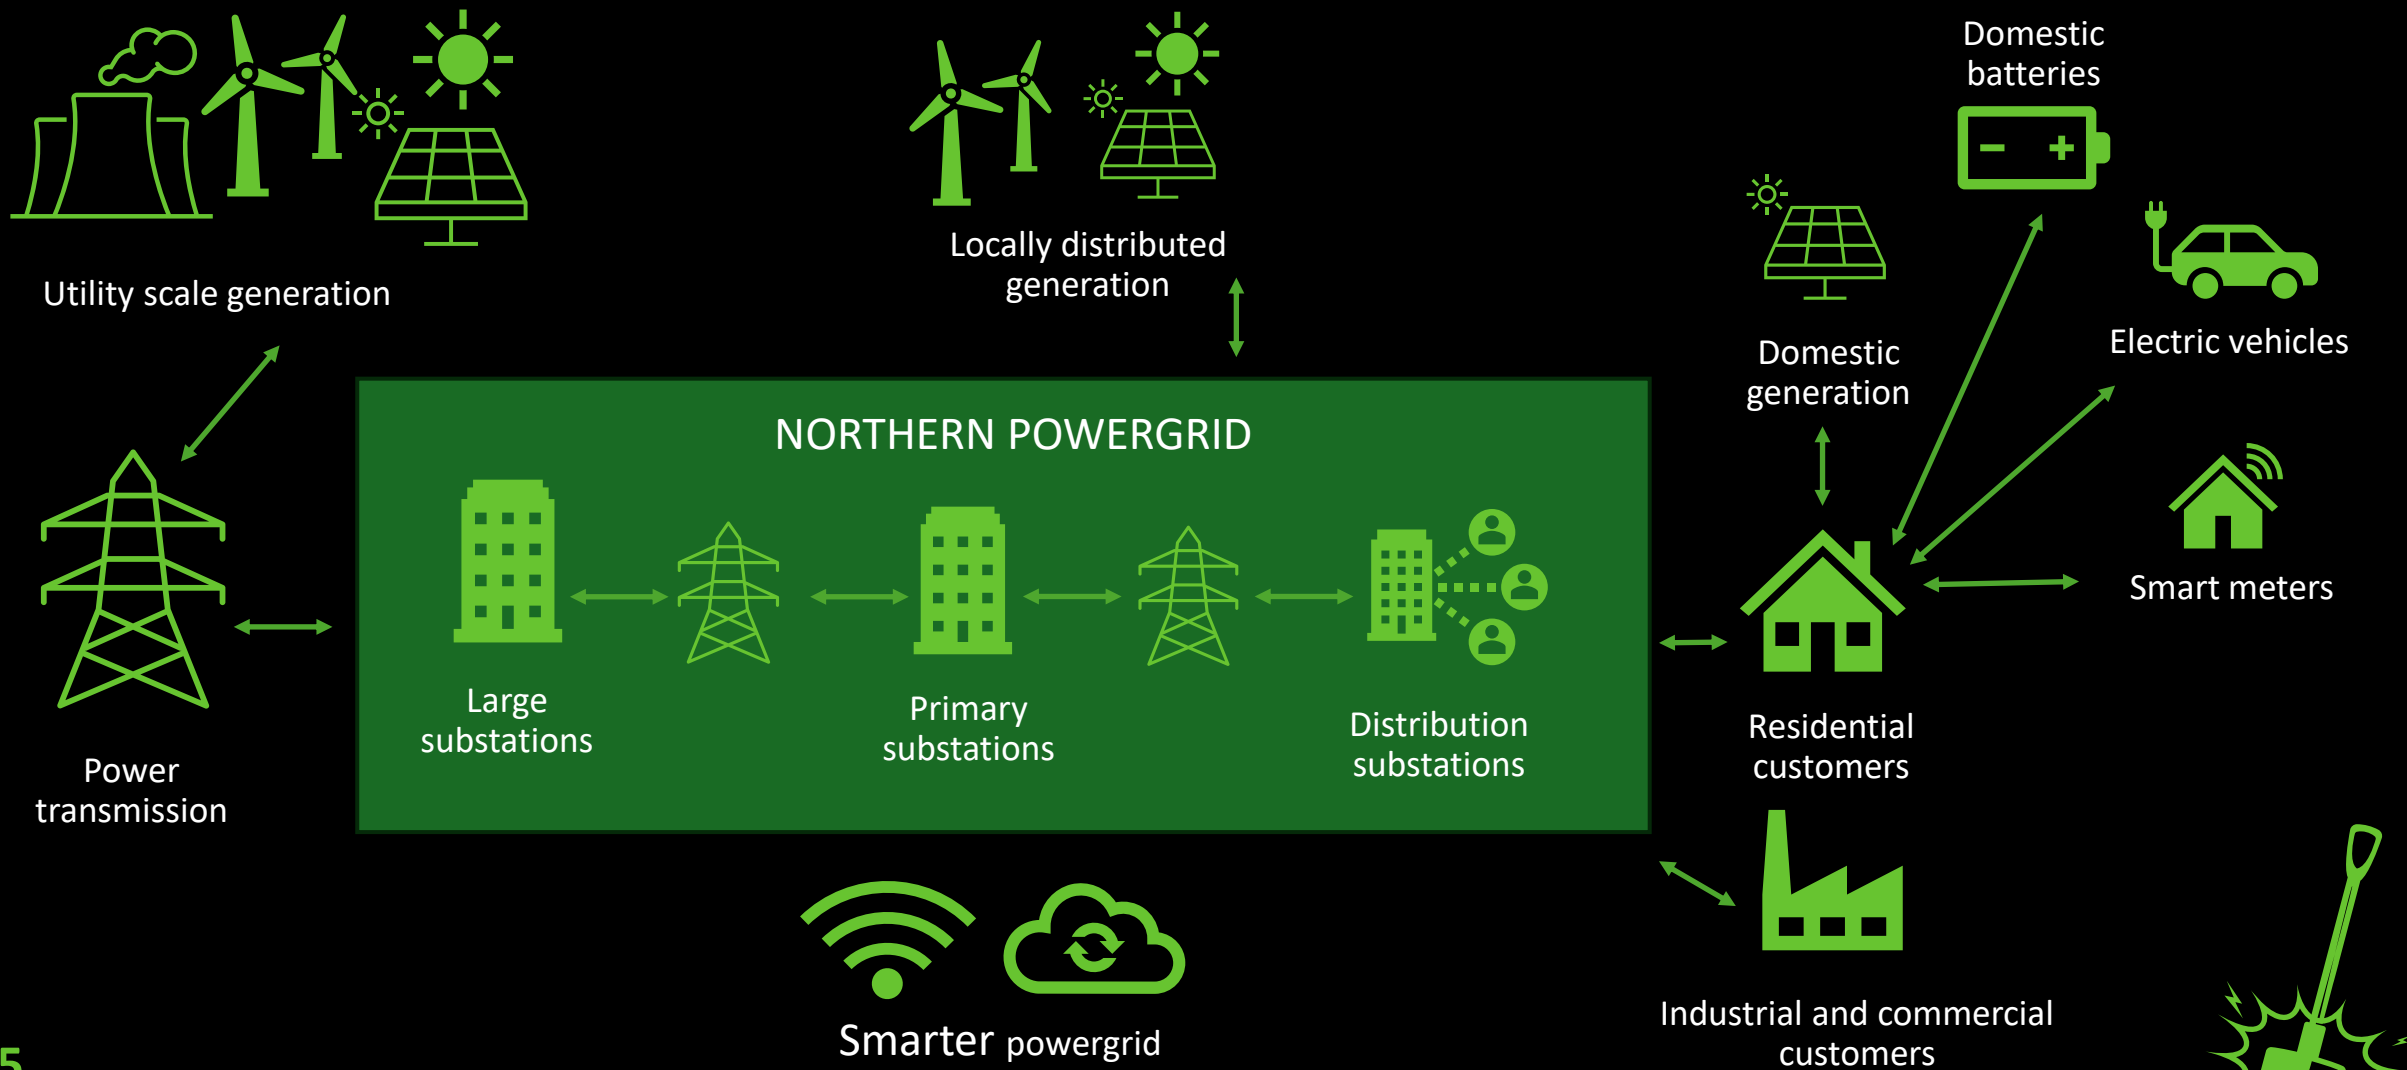 Domestic
batteries
Locally distributed
generation
Utility scale generation
Electric vehicles
Domestic
generation
NORTHERN POWERGRID
Smart meters
Large
substations
Primary
substations
Distribution
substations
Residential
customers
Power
transmission
Industrial and commercial
customers
Smarter powergrid
5